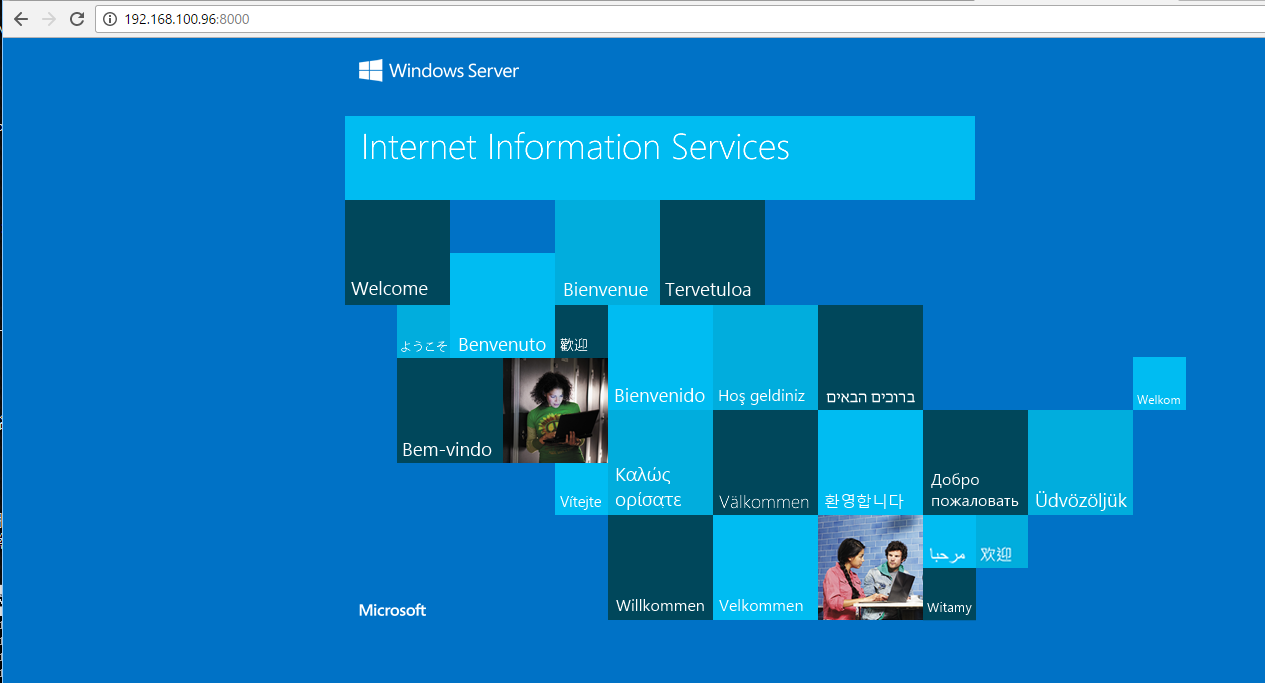 192.168.100.96:8000
Windows Server
Internet Information Services
Welcome
Bienvenue
Tervetuloa
ようこそ
Benvenuto
歡迎
Bienvenido
Hoş geldiniz
ברוכים הבאים
Welkom
Bem-vindo
Vítejte
Καλώς
ορίσατε
Välkommen
환영합니다
Добро
пожаловать
Üdvözöljük
Microsoft
Willkommen
Velkommen
مرحبا
欢迎
Witamy